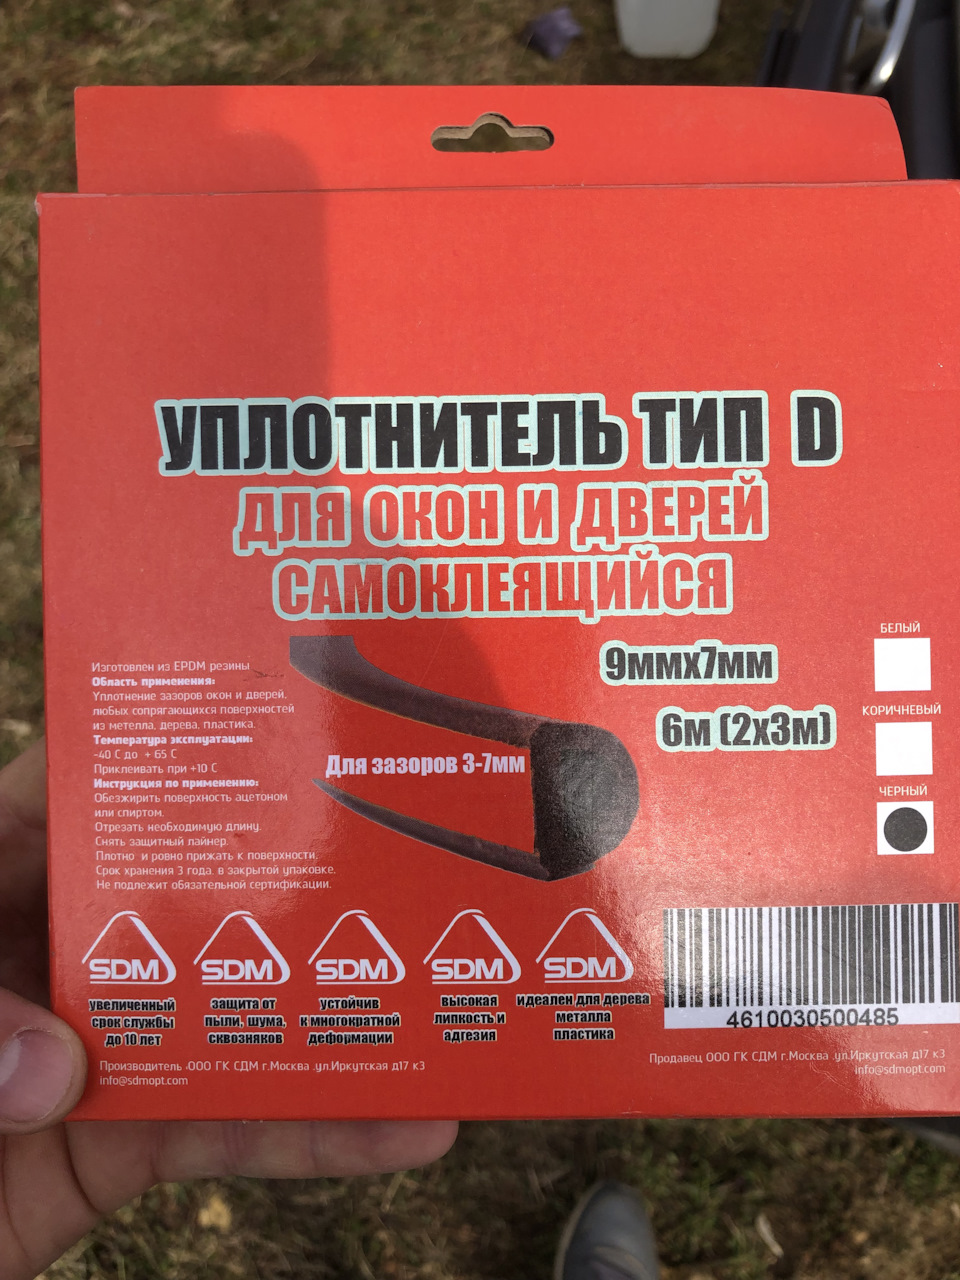 УПЛОТНИТЕЛЬ ТИП D
ДЛЯ ОКОН И ДВЕРЕЙ
САМОКЛЕЯЩИЙСЯ
9ммх7мм
6м (2х3м)
БЕЛЫЙ
КОРИЧНЕВЫЙ
ЧЕРНЫЙ
Изготовлен из EPDM резины
Область применения:
Уплотнение зазоров окон и дверей,
любых сопрягающихся поверхностей
из метелла, дерева, пластика.
Температура эксплуатации:
-40 С до + 65 С
Приклеивать при +10 С
Инструкция по применению:
Обезжирить поверхность ацетоном
или спиртом.
Отрезать необходимую длину.
Снять защитный лайнер.
Плотно и ровно прижать к поверхности.
Срок хранения 3 года. в закрытой упаковке.
Не подлежит обязательной сертификации.
Для зазоров 3-7мм
SDM
увеличенный
срок службы
до 10 лет
SDM
защита от
пыли, шума,
сквозняков
SDM
устойчив
к многократной
деформации
SDM
высокая
липкость и
адгезия
SDM
идеален для дерева
металла
пластика
4610030500485
Производитель .ООО ГК СДМ г.Москва .ул.Иркутская д17 к3
info@sdmopt.com
Продавец ООО ГК СДМ г.Москва .ул.Иркутская д17 к3
info@sdmopt.com